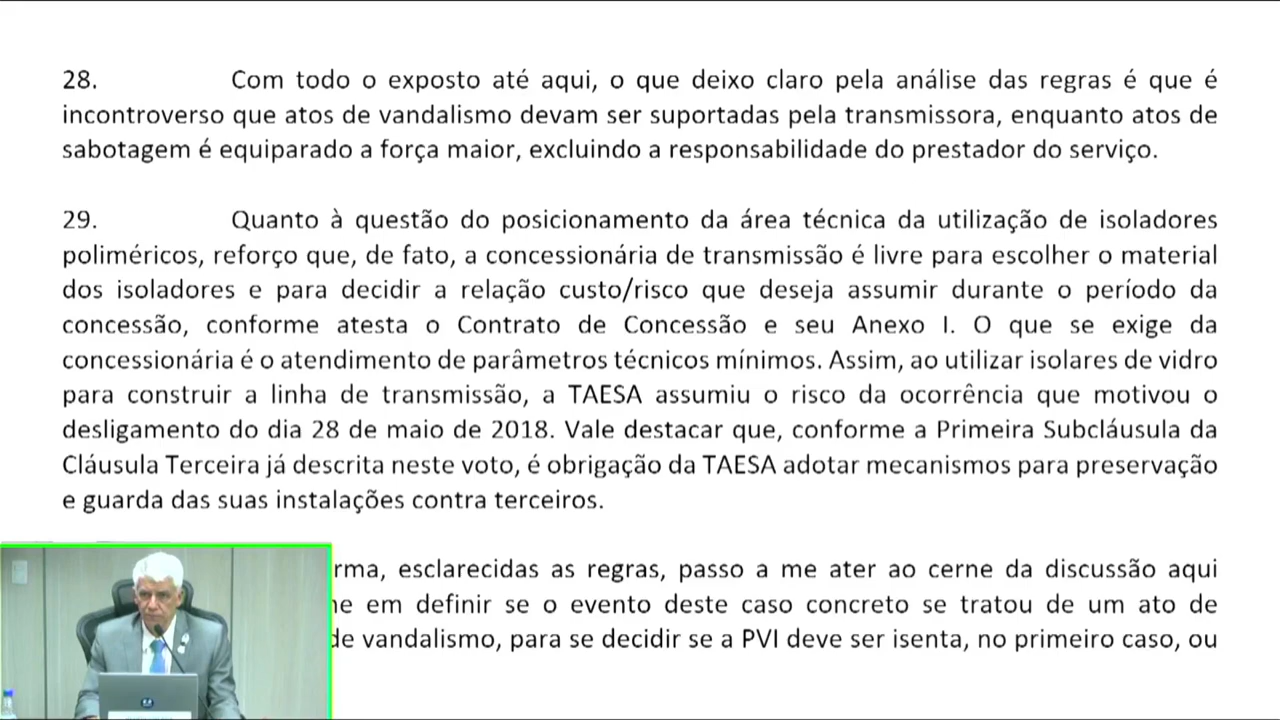 28. Com todo o exposto até aqui, o que deixo claro pela análise das regras é que é
incontroverso que atos de vandalismo devam ser suportadas pela transmissora, enquanto atos de
sabotagem é equiparado a força maior, excluindo a responsabilidade do prestador do serviço.
29. Quanto à questão do posicionamento da área técnica da utilização de isoladores
poliméricos, reforço que, de fato, a concessionária de transmissão é livre para escolher o material
dos isoladores e para decidir a relação custo/risco que deseja assumir durante o período da
concessão, conforme atesta o Contrato de Concessão e seu Anexo I. O que se exige da
concessionária é o atendimento de parâmetros técnicos mínimos. Assim, ao utilizar isolares de vidro
para construir a linha de transmissão, a TAESA assumiu o risco da ocorrência que motivou o
desligamento do dia 28 de maio de 2018. Vale destacar que, conforme a Primeira Subcláusula da
Cláusula Terceira já descrita neste voto, é obrigação da TAESA adotar mecanismos para preservação
e guarda das suas instalações contra terceiros.
rma, esclarecidas as regras, passo a me ater ao cerne da discussão aqui
em definir se o evento deste caso concreto se tratou de um ato de
de vandalismo, para se decidir se a PVI deve ser isenta, no primeiro caso, ou